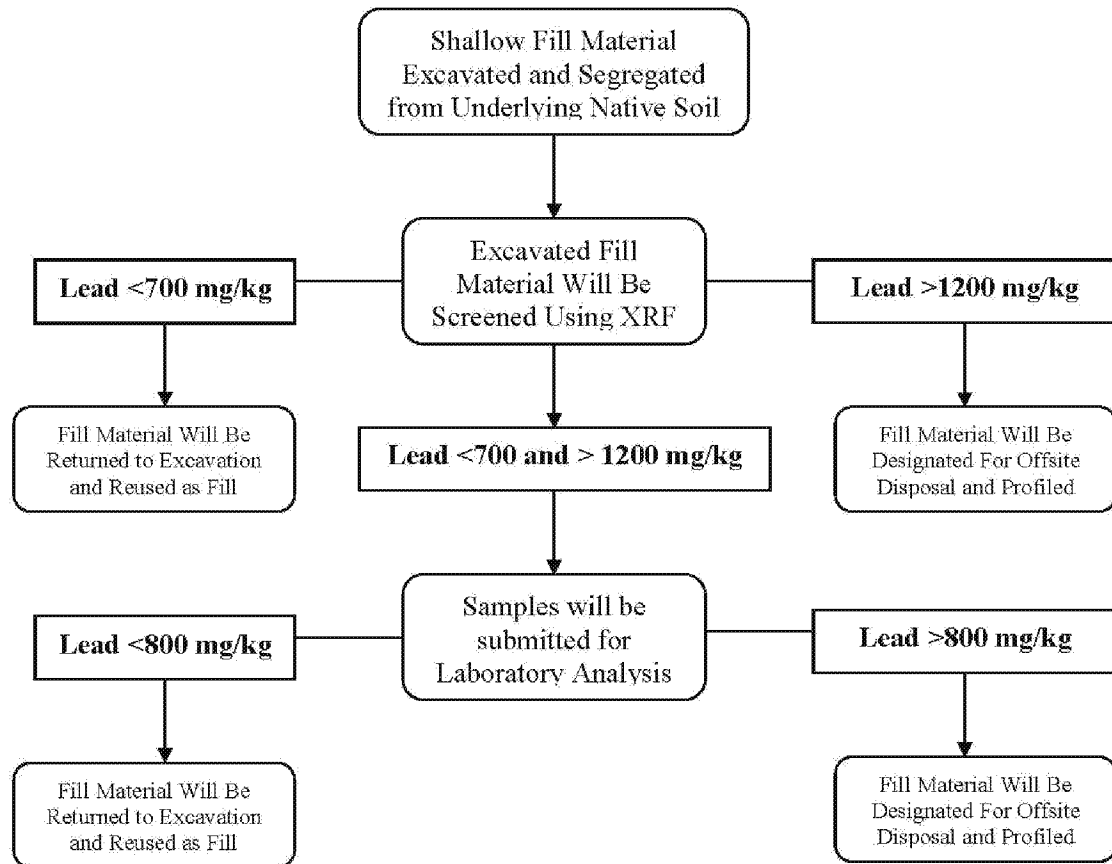 Shallow Fill Material
Excavated and Segregated
from Underlying Native Soil
Excavated Fill
Material Will Be
Screened Using XRF
Lead <700 mg/kg
Lead >1200 mg/kg
Fill Material Will Be
Returned to Excavation
and Reused as Fill
Lead <700 and > 1200 mg/kg
Fill Material Will Be
Designated For Offsite
Disposal and Profiled
Samples will be
submitted for
Laboratory Analysis
Lead <800 mg/kg
Lead >800 mg/kg
Fill Material Will Be
Returned to Excavation
and Reused as Fill
Fill Material Will Be
Designated For Offsite
Disposal and Profiled